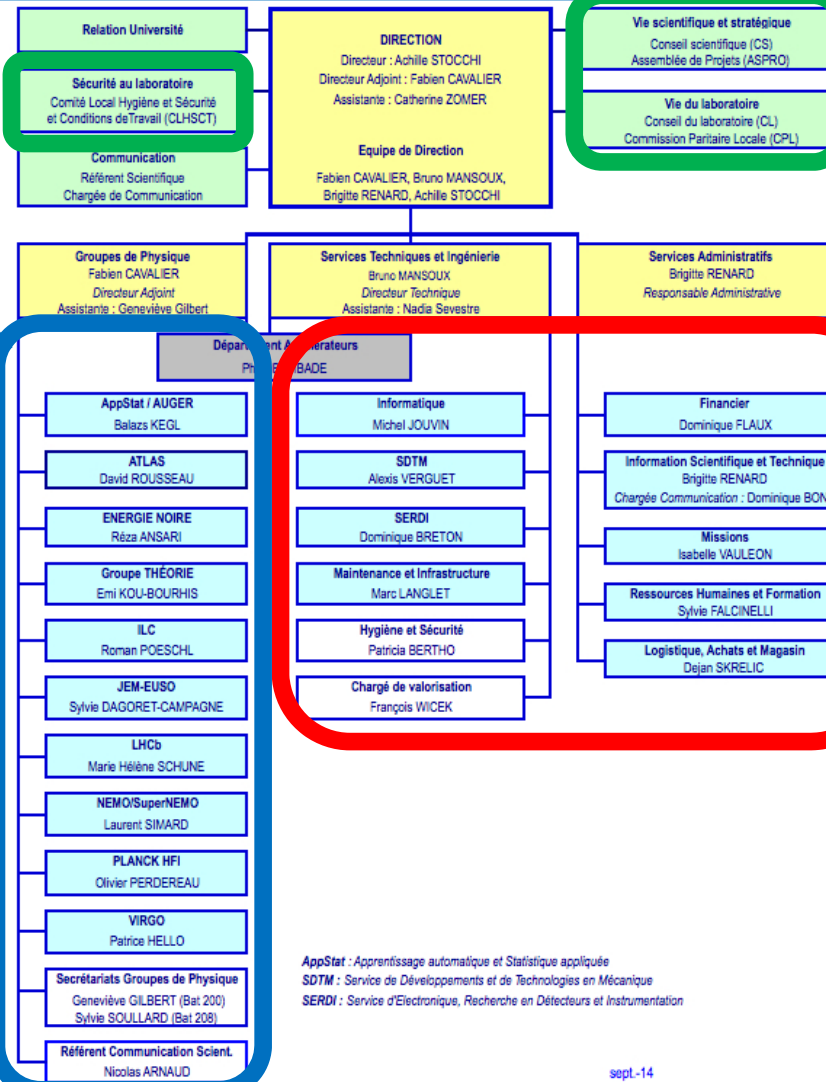 Relation Université
Sécurité au laboratoire
Comité Local Hygiène et Sécurité
et Conditions deTravail (CLHSCT)
Communication
Référent Scientifique
Chargée de Communication
DIRECTION
Directeur : Achille STOCCHI
Directeur Adjoint : Fabien CAVALIER
Assistante : Catherine ZOMER
Equipe de Direction
Fabien CAVALIER, Bruno MANSOUX,
Brigitte RENARD, Achille STOCCHI
Vie scientifique et stratégique
Conseil scientifique (CS)
Assemblée de Projets (ASPRO)
Vie du laboratoire
Conseil du laboratoire (CL)
Commission Paritaire Locale (CPL)
Groupes de Physique
Fabien CAVALIER
Directeur Adjoint
Assistante : Geneviève Gilbert
Services Techniques et Ingénierie
Bruno MANSOUX
Directeur Technique
Assistante : Nadia Sevestre
Services Administratifs
Brigitte RENARD
Responsable Administrative
AppStat / AUGER
Balazs KEGL
ATLAS
David ROUSSEAU
ENERGIE NOIRE
Réza ANSARI
Groupe THÉORIE
Emi KOU-BOURHIS
ILC
Roman POESCHL
JEM-EUSO
Sylvie DAGORET-CAMPAGNE
LHCb
Marie Hélène SCHUNE
NEMO/SuperNEMO
Laurent SIMARD
PLANCK HFI
Olivier PERDEREAU
VIRGO
Patrice HELLO
Secrétariats Groupes de Physique
Geneviève GILBERT (Bat 200)
Sylvie SOULLARD (Bat 208)
Référent Communication Scient.
Nicolas ARNAUD
Informatique
Michel JOUVIN
SDTM
Alexis VERGUET
SERDI
Dominique BRETON
Maintenance et Infrastructure
Marc LANGLET
Hygiène et Sécurité
Patricia BERTHO
Chargé de valorisation
François WICEK
Financier
Dominique FLAUX
Information Scientifique et Technique
Brigitte RENARD
Chargée Communication : Dominique BON
Missions
Isabelle VAULEON
Ressources Humaines et Formation
Sylvie FALCINELLI
Logistique, Achats et Magasin
Dejan SKRELIC
AppStat : Apprentissage automatique et Statistique appliquée
SDTM : Service de Développements et de Technologies en Mécanique
SERDI : Service d'Electronique, Recherche en Détecteurs et Instrumentation
sept.-14